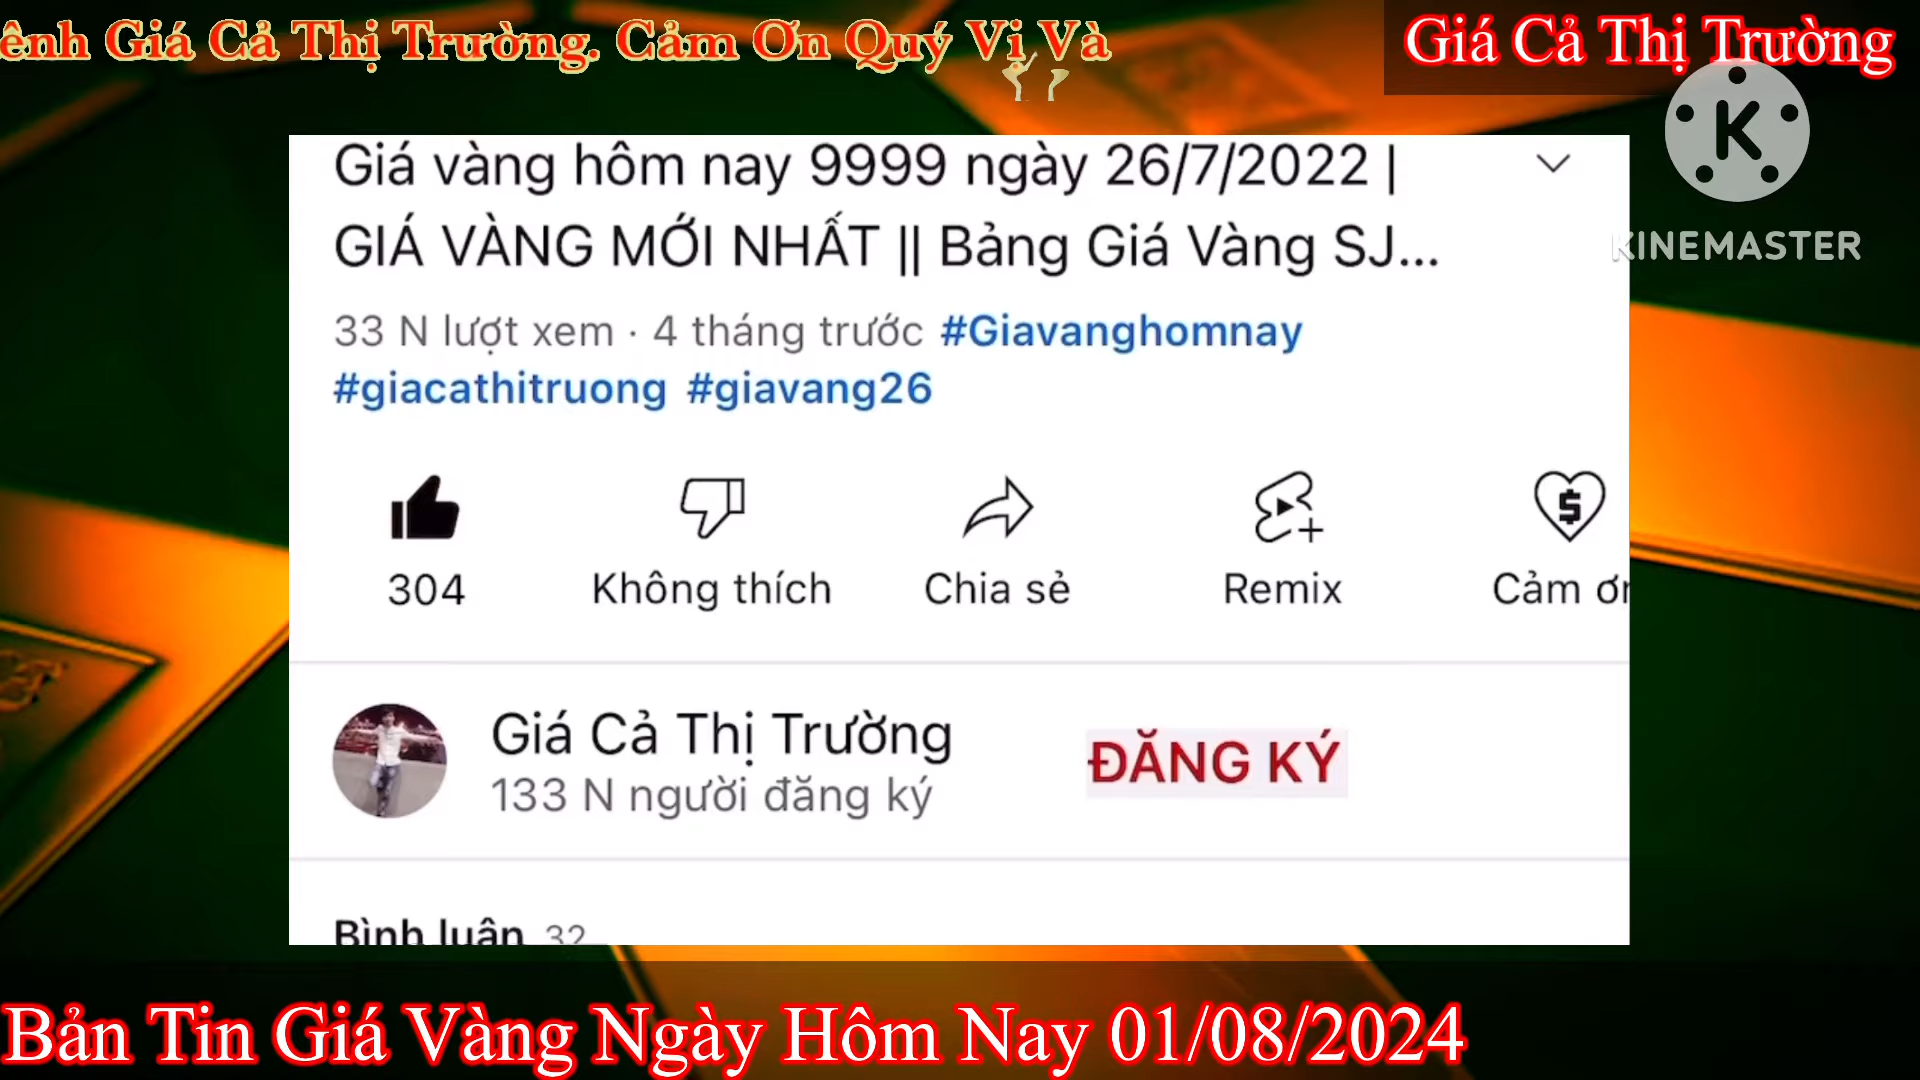 ênh Giá Cả Thị Trường. Cảm Ơn Quý Vị Và
Giá Cả Thị Trường
K
KINEMASTER
Giá vàng hôm nay 9999 ngày 26/7/2022 |
GIÁ VÀNG MỚI NHẤT || Bảng Giá Vàng SJ...
33 N lượt xem · 4 tháng trước #Giavanghomnay
#giacathitruong #giavang26
304 Không thích Chia sẻ Remix Cảm ơn
Giá Cả Thị Trường
133 N người đăng ký
ĐĂNG KÝ
Bình luận 32
Bản Tin Giá Vàng Ngày Hôm Nay 01/08/2024